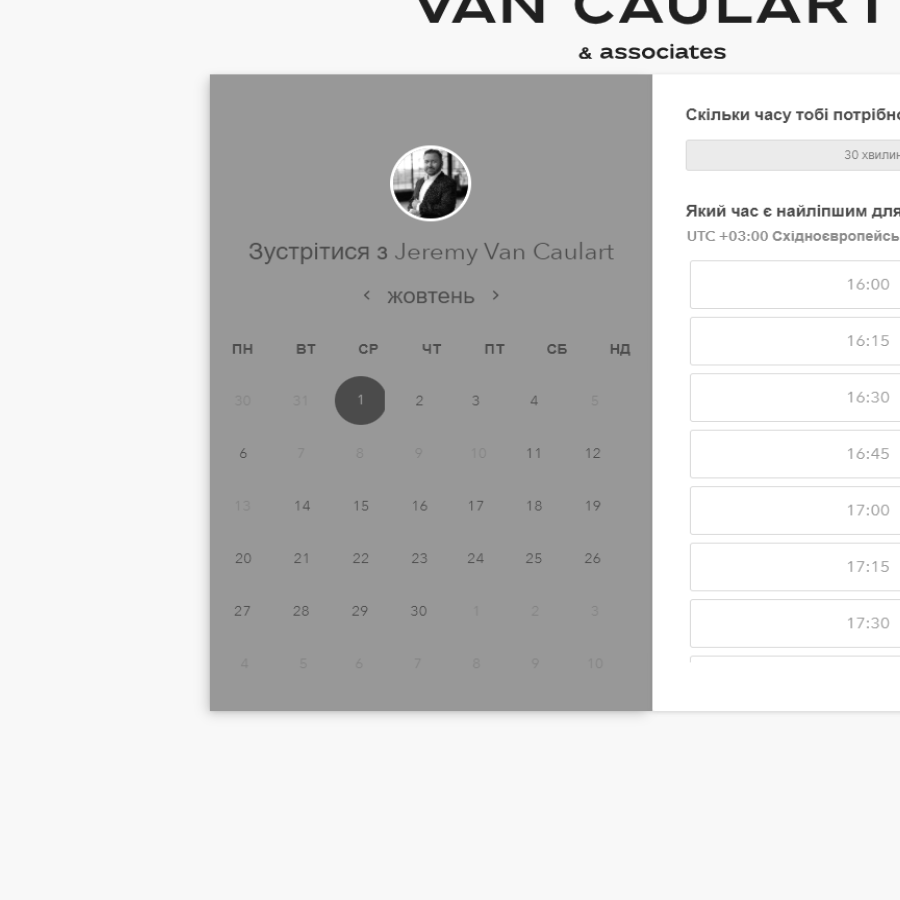 VAN CAULART
& associates
Зустрітися з Jeremy Van Caulart
жовтень
ПН ВТ СР ЧТ ПТ СБ НД
30 31 1 2 3 4 5
6 7 8 9 10 11 12
13 14 15 16 17 18 19
20 21 22 23 24 25 26
27 28 29 30 1 2 3
4 5 6 7 8 9 10
Скільки часу тобі потрібно
30 хвилин
Який час є найліпшим для
UTC +03:00 Східноєвропейсь
16:00
16:15
16:30
16:45
17:00
17:15
17:30